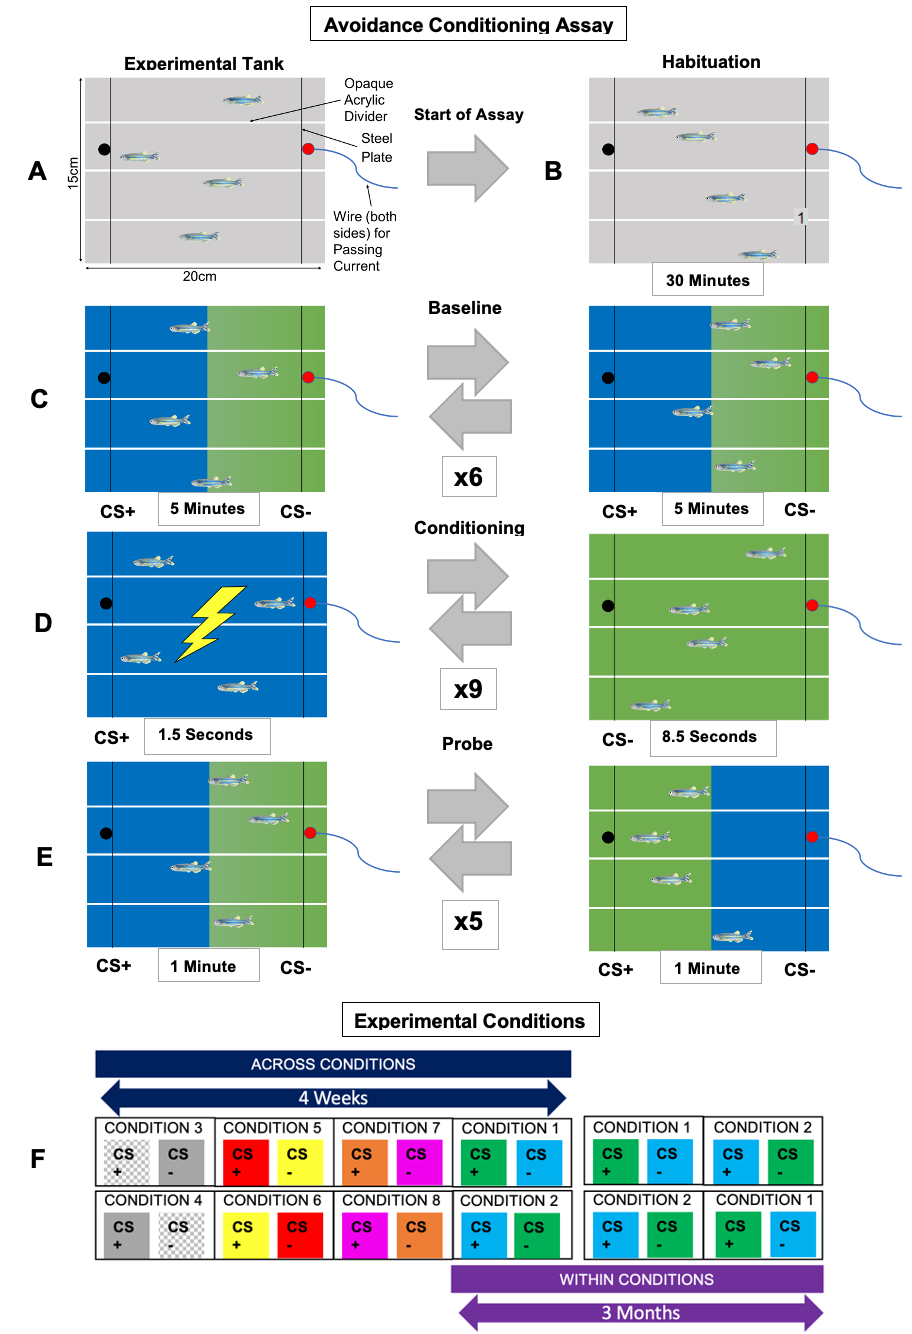 Avoidance Conditioning Assay
Experimental Tank
Habituation
Opaque
Acrylic
Divider
Start of Assay
Steel
Plate
A
15cm
B
Wire (both
sides) for
Passing
Current
1
20cm
30 Minutes
Baseline
C
x6
CS+
5 Minutes
CS-
CS+
5 Minutes
CS-
Conditioning
D
x9
CS+
1.5 Seconds
CS-
8.5 Seconds
Probe
E
x5
CS+
1 Minute
CS-
CS+
1 Minute
CS-
Experimental Conditions
ACROSS CONDITIONS
4 Weeks
F
CONDITION 3
CS
+
CS
-
CONDITION 5
CS
+
CS
-
CONDITION 7
CS
+
CS
-
CONDITION 1
CS
+
CS
-
CONDITION 1
CS
+
CS
-
CONDITION 2
CS
+
CS
-
CONDITION 4
CS
+
CS
-
CONDITION 6
CS
+
CS
-
CONDITION 8
CS
+
CS
-
CONDITION 2
CS
+
CS
-
CONDITION 2
CS
+
CS
-
CONDITION 1
CS
+
CS
-
WITHIN CONDITIONS
3 Months